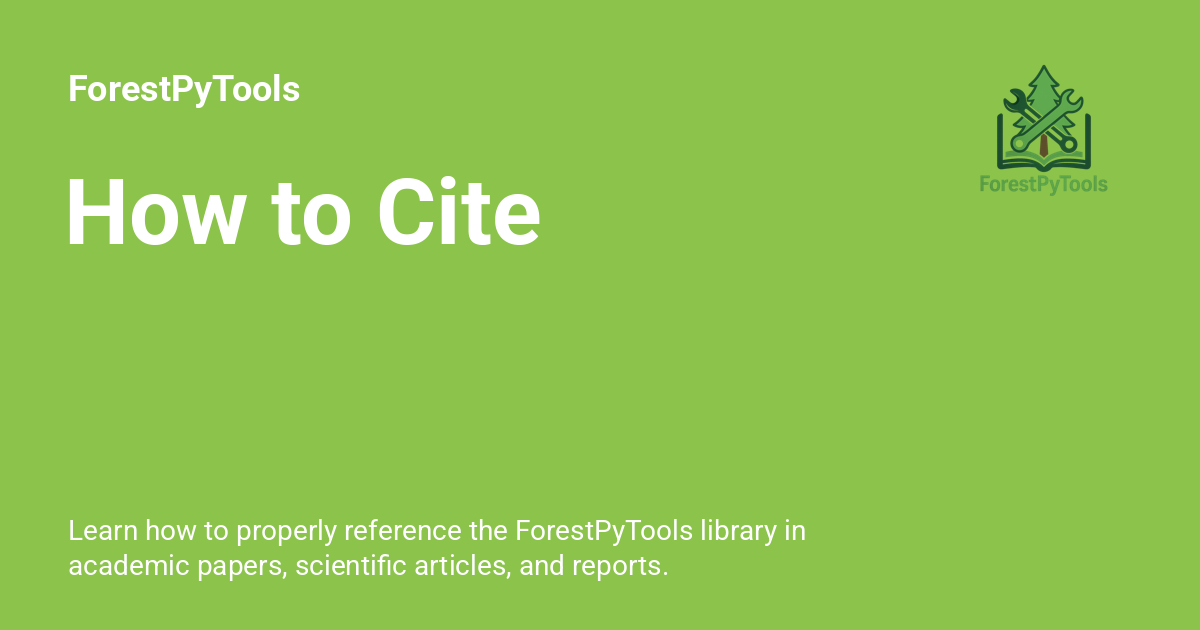 ForestPyTools
ForestPyTools
How to Cite
Learn how to properly reference the ForestPyTools library in
academic papers, scientific articles, and reports.